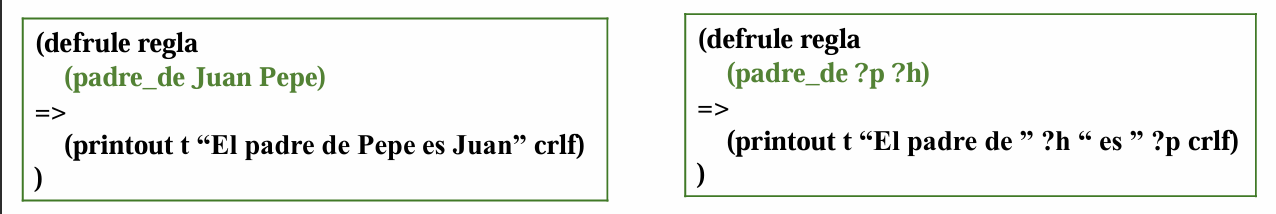 (defrule regla
(padre_de Juan Pepe)
=>
(printout t “El padre de Pepe es Juan” crlf)
)
(defrule regla
(padre_de ?p ?h)
=>
(printout t “El padre de ” ?h “ es ” ?p crlf)
)